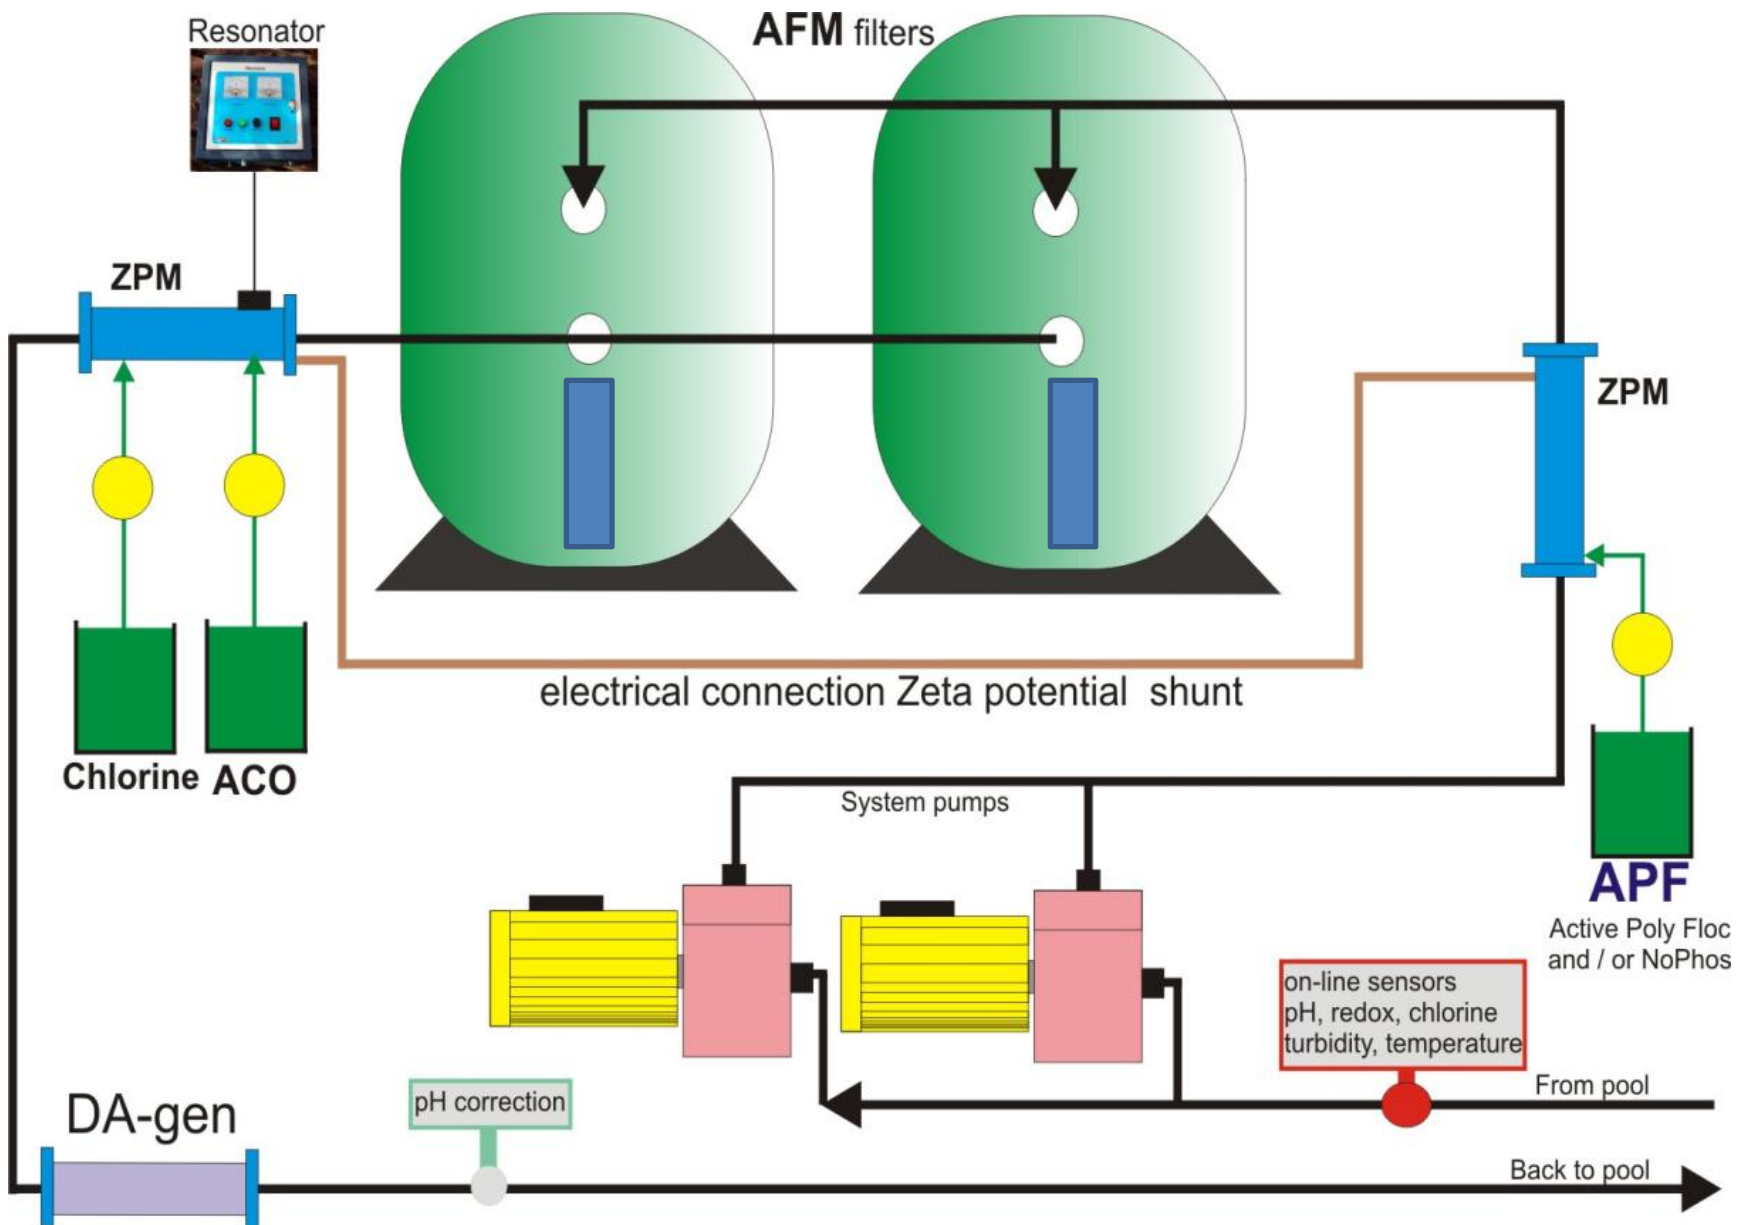 Resonator
AFM filters
ZPM
ZPM
electrical connection Zeta potential shunt
Chlorine
ACO
System pumps
APF
Active Poly Floc
and / or NoPhos
on-line sensors
pH, redox, chlorine
turbidity, temperature
From pool
DA-gen
pH correction
Back to pool